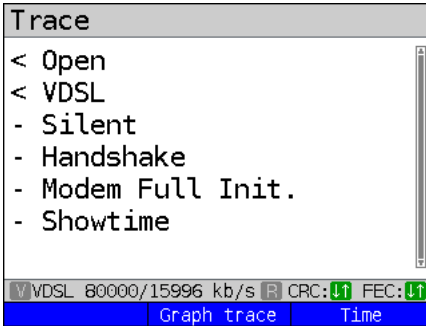 Trace
< Open
< VDSL
- Silent
- Handshake
- Modem Full Init.
- Showtime
V VDSL 80000/15996 kb/s R CRC:↓↑ FEC:↓↑
Graph trace Time